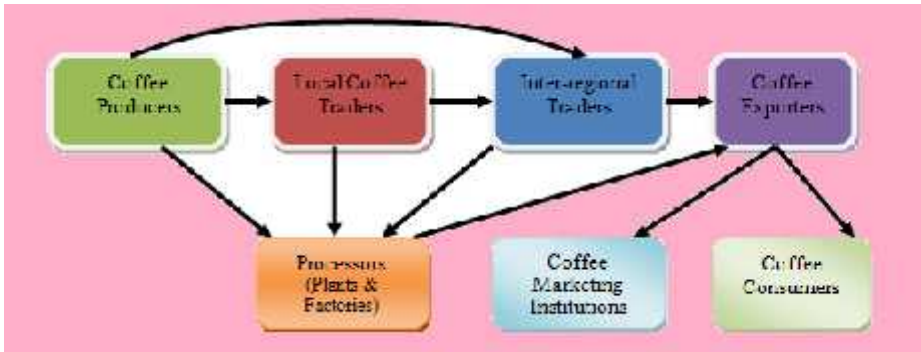 Coffee
Producers
Local Coffee
Traders
Inter-regional
Traders
Coffee
Exporters
Processors
(Plants &
Factories)
Coffee
Marketing
Institutions
Coffee
Consumers